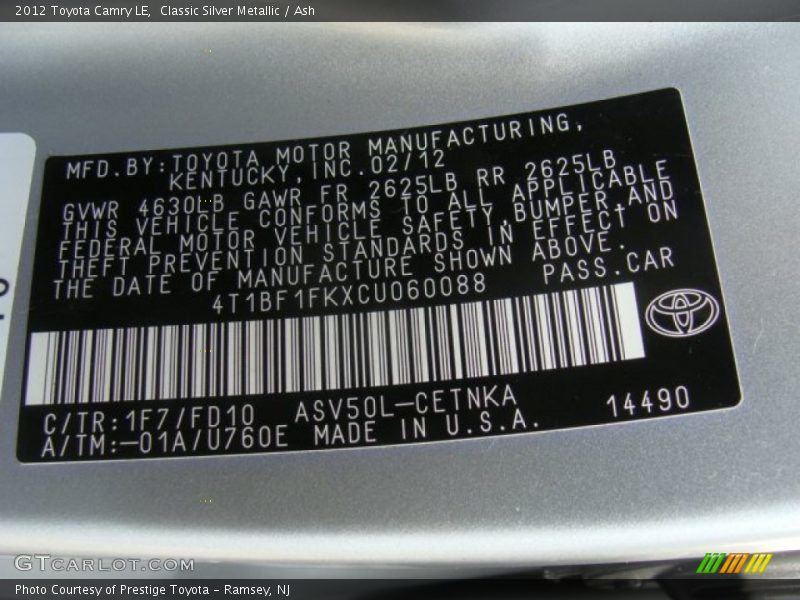 2012 Toyota Camry LE,  Classic Silver Metallic / Ash
MFD.BY:TOYOTA MOTOR MANUFACTURING,
KENTUCKY,INC.02/12
GVWR 4630LB GAWR FR 2625LB RR 2625LB
THIS VEHICLE CONFORMS TO ALL APPLICABLE
FEDERAL MOTOR VEHICLE SAFETY,BUMPER,AND
THEFT PREVENTION STANDARDS IN EFFECT ON
THE DATE OF MANUFACTURE SHOWN ABOVE.
4T1BF1FKXCU060088 PASS.CAR
C/TR:1F7/FD10 ASV50L-CETNKA 14490
A/TM:-01A/U760E MADE IN U.S.A.
GTCARLOT.COM
Photo Courtesy of Prestige Toyota - Ramsey, NJ